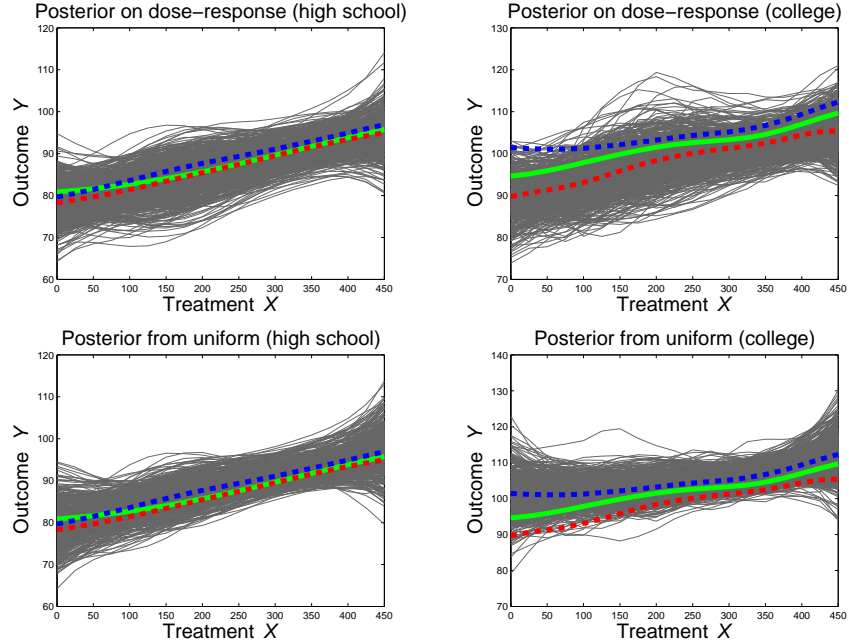 Posterior on dose−response (high school)
120
110
100
90
80
70
60
Outcome Y
0 50 100 150 200 250 300 350 400 450
Treatment X
Posterior on dose−response (college)
130
120
110
100
90
80
70
Outcome Y
0 50 100 150 200 250 300 350 400 450
Treatment X
Posterior from uniform (high school)
120
110
100
90
80
70
60
Outcome Y
0 50 100 150 200 250 300 350 400 450
Treatment X
Posterior from uniform (college)
140
130
120
110
100
90
80
70
Outcome Y
0 50 100 150 200 250 300 350 400 450
Treatment X